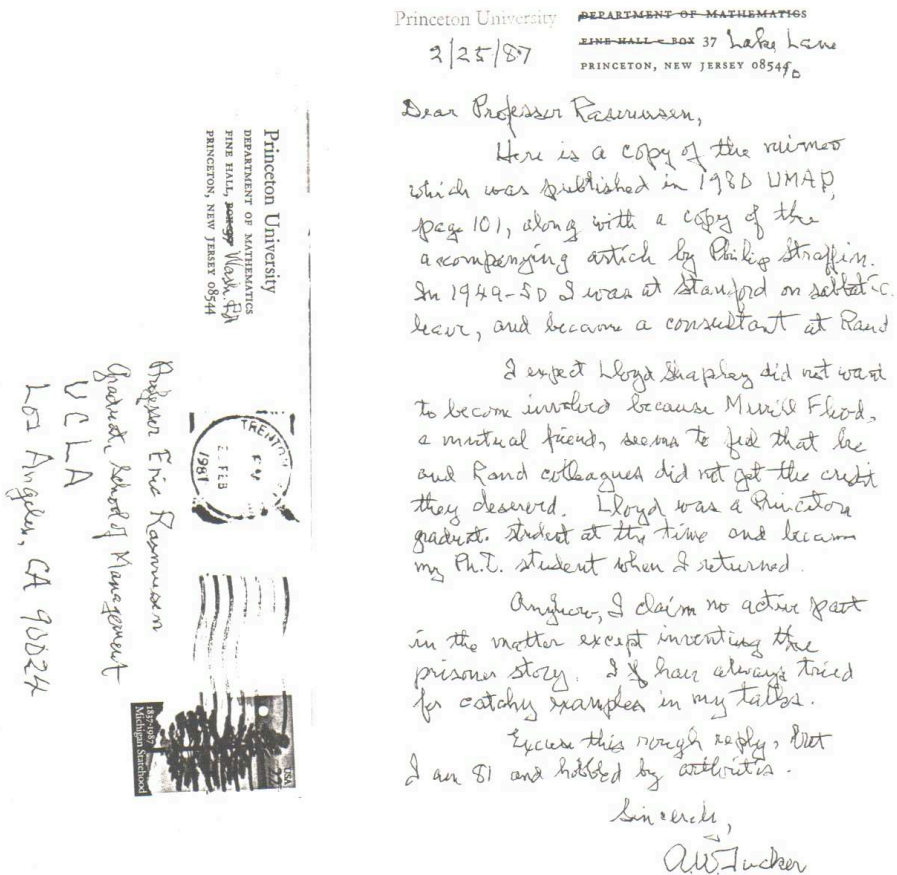 Princeton University
DEPARTMENT OF MATHEMATICS
FINE HALL - BOX 37 Lake Lane
PRINCETON, NEW JERSEY 08544
2/25/87
Dear Professor Rasmusen,
Here is a copy of the mimeo
which was published in 1980 UMAP,
page 101, along with a copy of the
accompanying article by Philip Straffin.
In 1949-50 I was at Stanford on sabbatic.
leave, and became a consultant at Rand
I expect Lloyd Shapley did not want
to become involved because Merrill Flood,
a mutual friend, seems to feel that he
and Rand colleagues did not get the credit
they deserved. Lloyd was a Princeton
graduate student at the time and became
my Ph.D. student when I returned.
Anyhow, I claim no active part
in the matter except inventing the
prisoner story. I have always tried
for catchy examples in my talks.
Excuse this rough reply, but
I am 81 and hobbled by arthritis.
Sincerely,
A.W. Tucker
Princeton University
DEPARTMENT OF MATHEMATICS
FINE HALL, BOX 37 Wash. Rd
PRINCETON, NEW JERSEY 08544
Professor Eric Rasmusen
Graduate School of Management
UCLA
Los Angeles, CA 90024
TRENTON
PM
FEB
1987
1837-1987
Michigan Statehood
USA
22